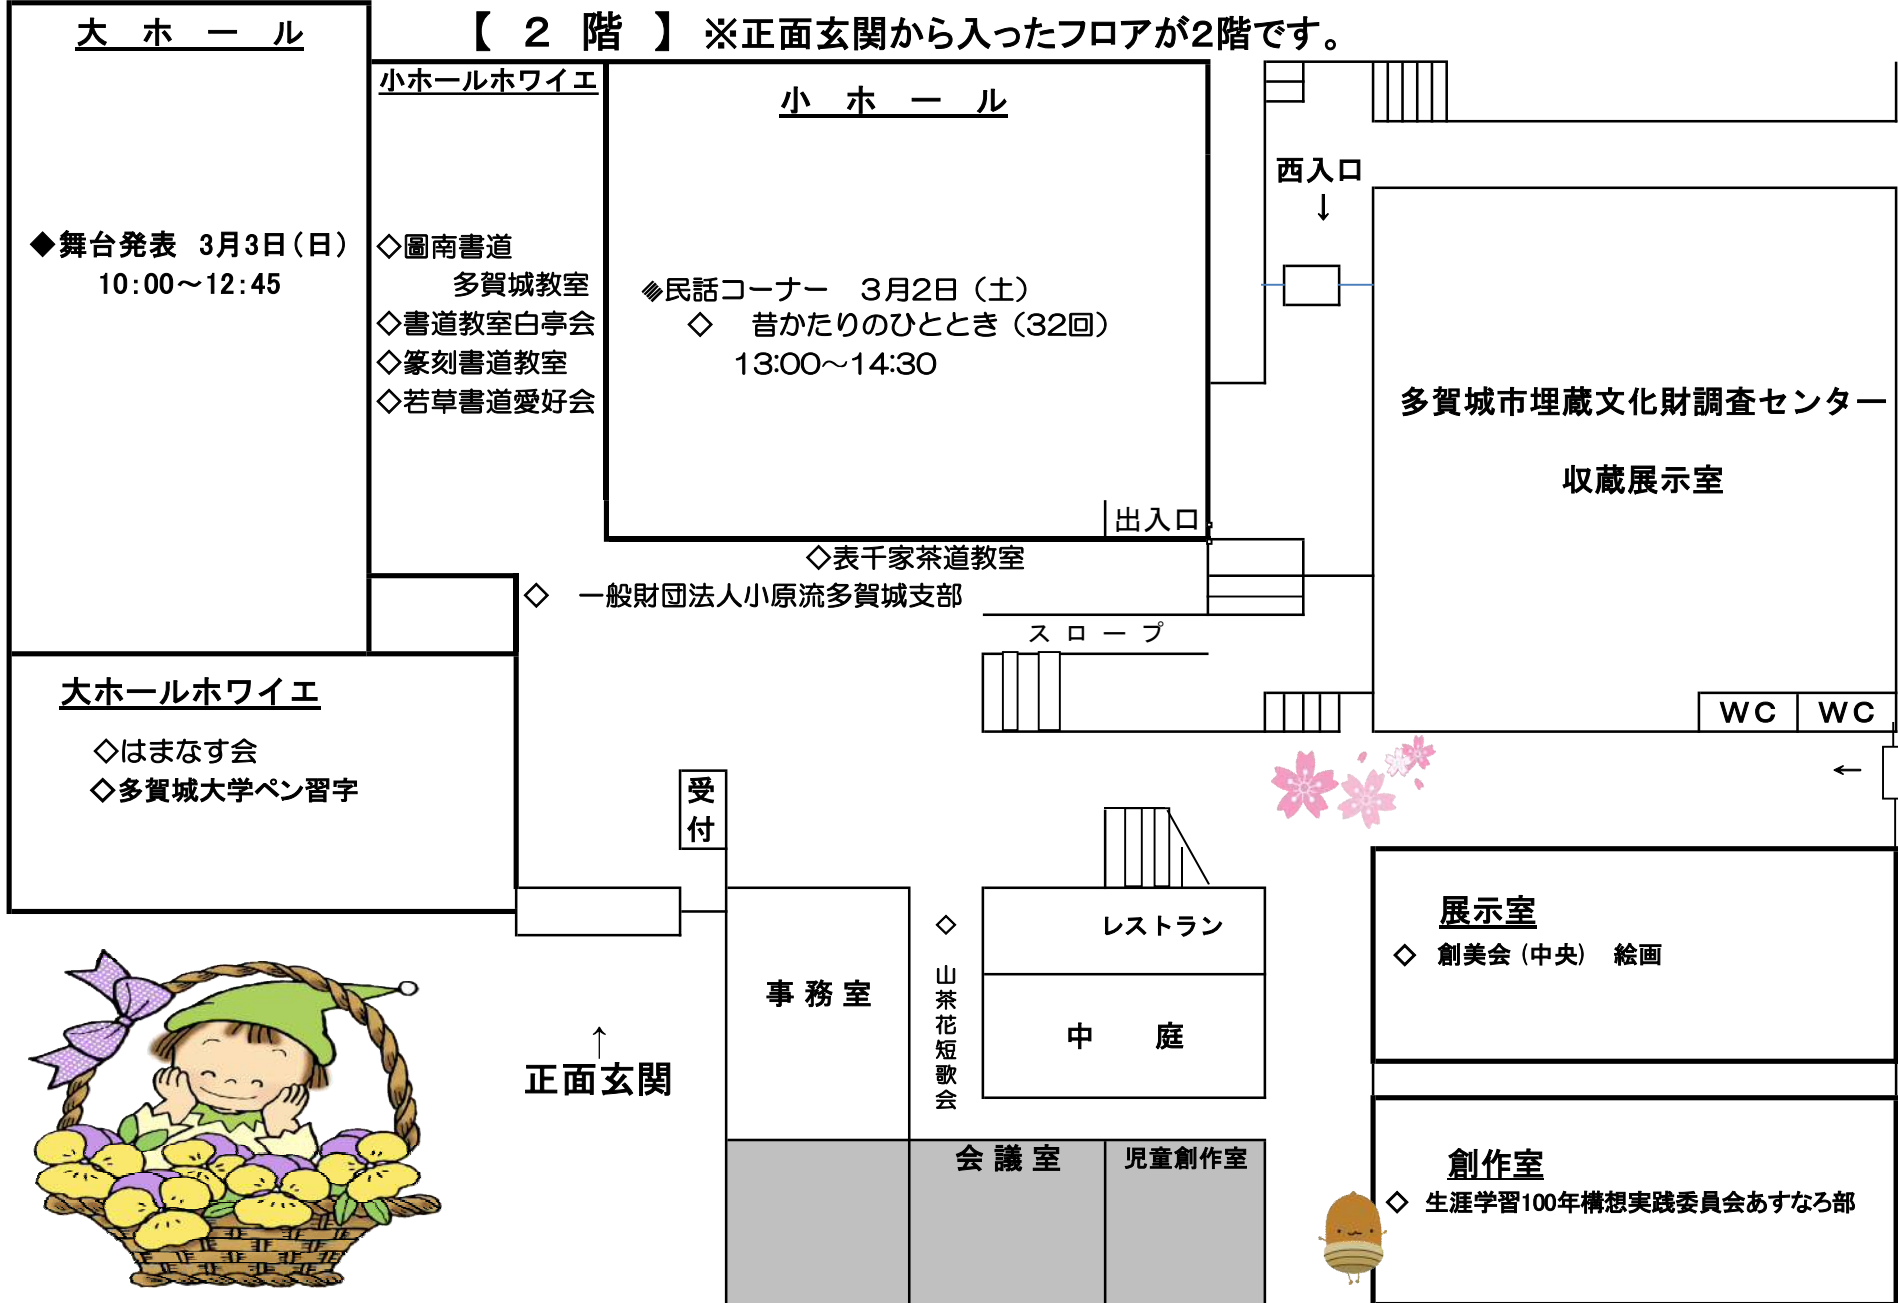 【 ２ 階 】 ※正面玄関から入ったフロアが２階です。
大 ホ ー ル
◆舞台発表 3月3日(日)
10:00～12:45
小ホールホワイエ
◇圖南書道
多賀城教室
◇書道教室白亭会
◇篆刻書道教室
◇若草書道愛好会
小 ホ ー ル
民話コーナー ３月２日（土）
◇ 昔かたりのひととき（32回）
13:00～14:30
出入口
西入口
↓
多賀城市埋蔵文化財調査センター
収蔵展示室
WC WC
←
◇表千家茶道教室
◇ 一般財団法人小原流多賀城支部
スロープ
大ホールホワイエ
◇はまなす会
◇多賀城大学ペン習字
受付
↑
正面玄関
事務室
◇ 山茶花短歌会
レストラン
中 庭
会議室
児童創作室
展示室
◇ 創美会（中央） 絵画
創作室
◇ 生涯学習100年構想実践委員会あすなろ部